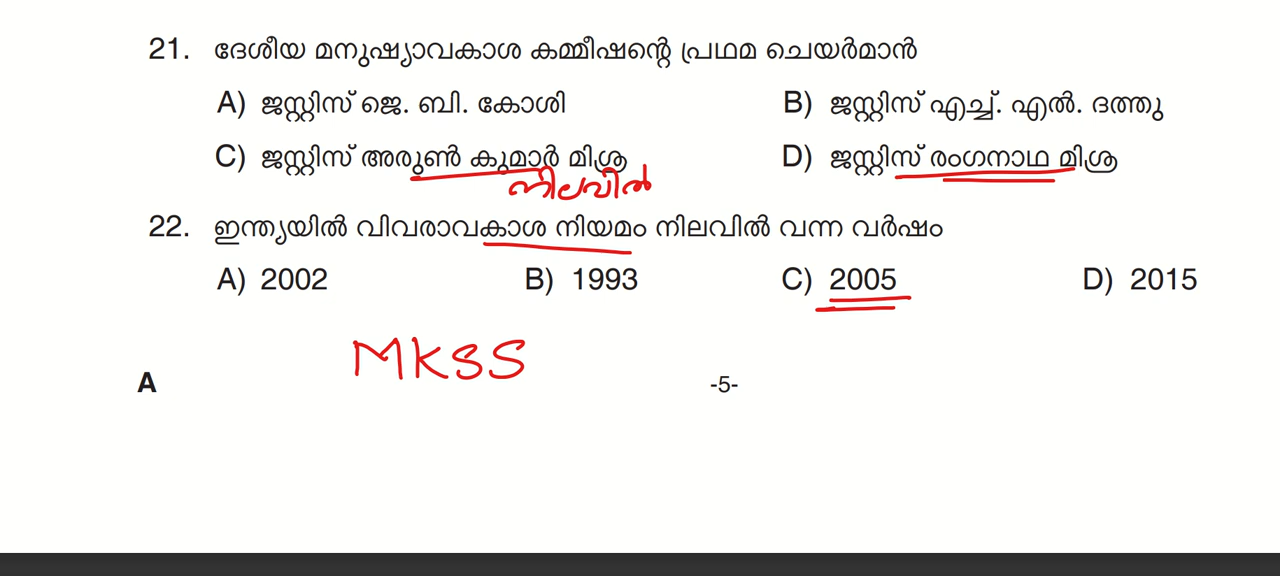 21. ദേശീയ മനുഷ്യാവകാശ കമ്മീഷന്റെ പ്രഥമ ചെയർമാൻ
A) ജസ്റ്റിസ് ജെ. ബി. കോശി B) ജസ്റ്റിസ് എച്ച്. എൽ. ദത്തു
C) ജസ്റ്റിസ് അരുൺ കുമാർ മിശ്ര D) ജസ്റ്റിസ് രംഗനാഥ മിശ്ര
നിലവിൽ
22. ഇന്ത്യയിൽ വിവരാവകാശ നിയമം നിലവിൽ വന്ന വർഷം
A) 2002 B) 1993 C) 2005 D) 2015
MKSS
A -5-